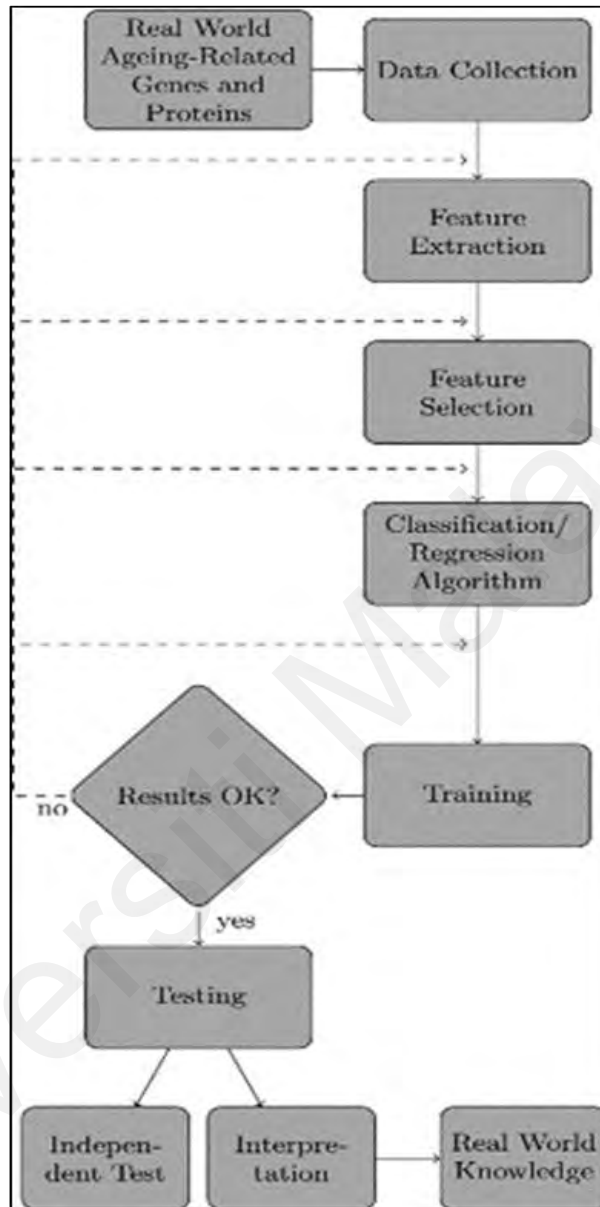 Real World
Ageing-Related
Genes and
Proteins
Data Collection
Feature
Extraction
Feature
Selection
Classification/
Regression
Algorithm
Training
Results OK?
no
yes
Testing
Indepen-
dent Test
Interpre-
tation
Real World
Knowledge